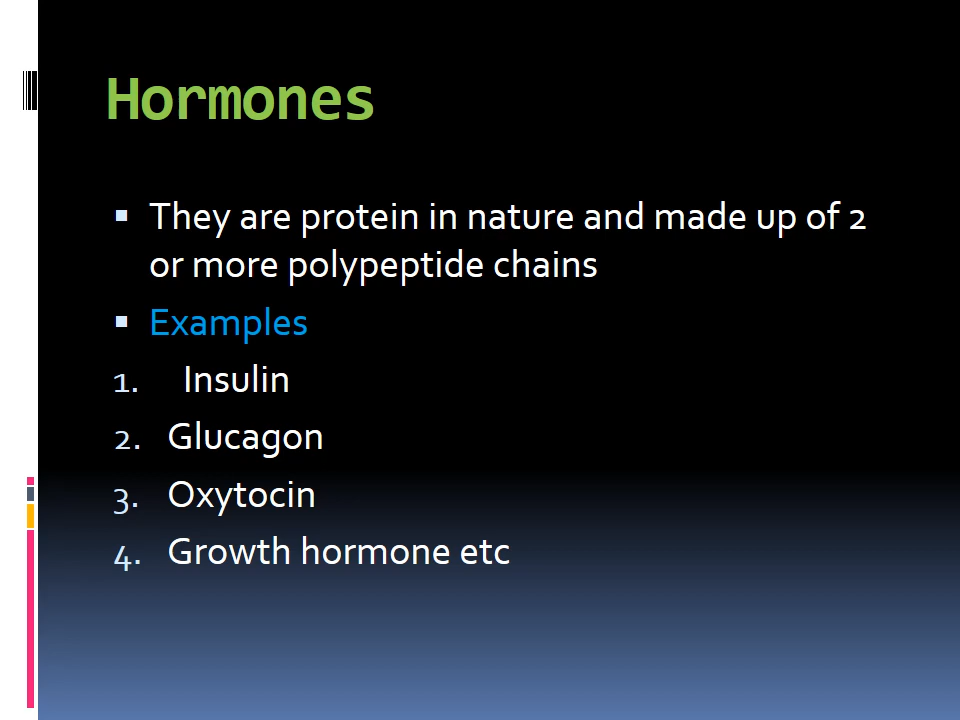 Hormones
▪ They are protein in nature and made up of 2
or more polypeptide chains
▪ Examples
1. Insulin
2. Glucagon
3. Oxytocin
4. Growth hormone etc